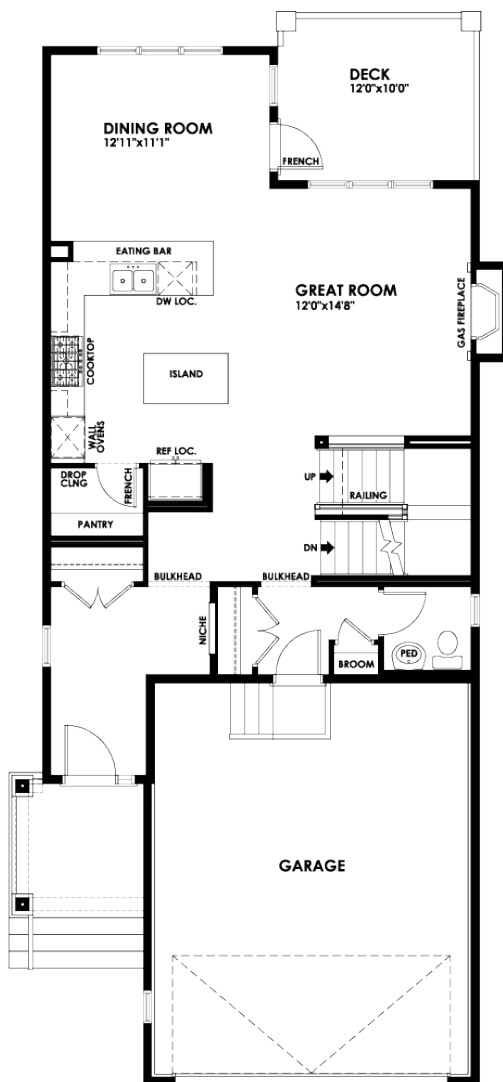 DECK
12'0"x10'0"
DINING ROOM
12'11"x11'1"
FRENCH
EATING BAR
DW LOC.
GREAT ROOM
12'0"x14'8"
GAS FIREPLACE
COOKTOP
ISLAND
WALL
OVENS
REF LOC.
DROP
CLNG
FRENCH
UP
RAILING
PANTRY
DN
BULKHEAD
BULKHEAD
NICHE
PED
BROOM
GARAGE